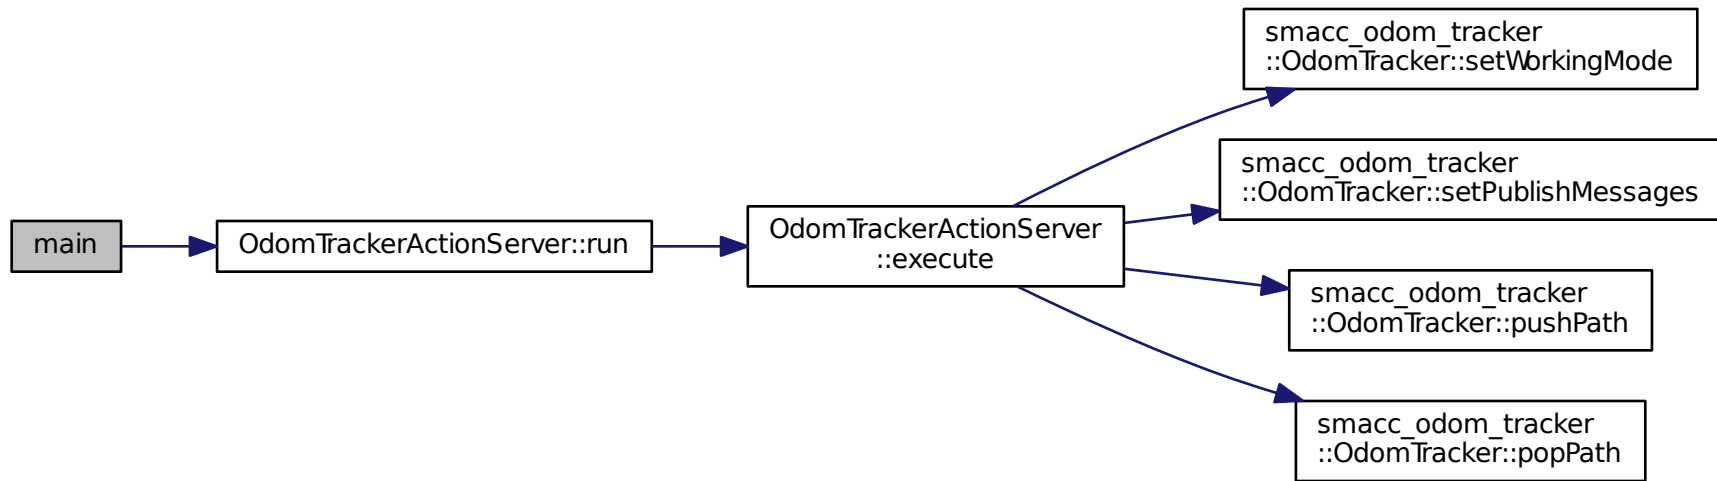 main
OdomTrackerActionServer::run
OdomTrackerActionServer
::execute
smacc_odom_tracker
::OdomTracker::setWorkingMode
smacc_odom_tracker
::OdomTracker::setPublishMessages
smacc_odom_tracker
::OdomTracker::pushPath
smacc_odom_tracker
::OdomTracker::popPath